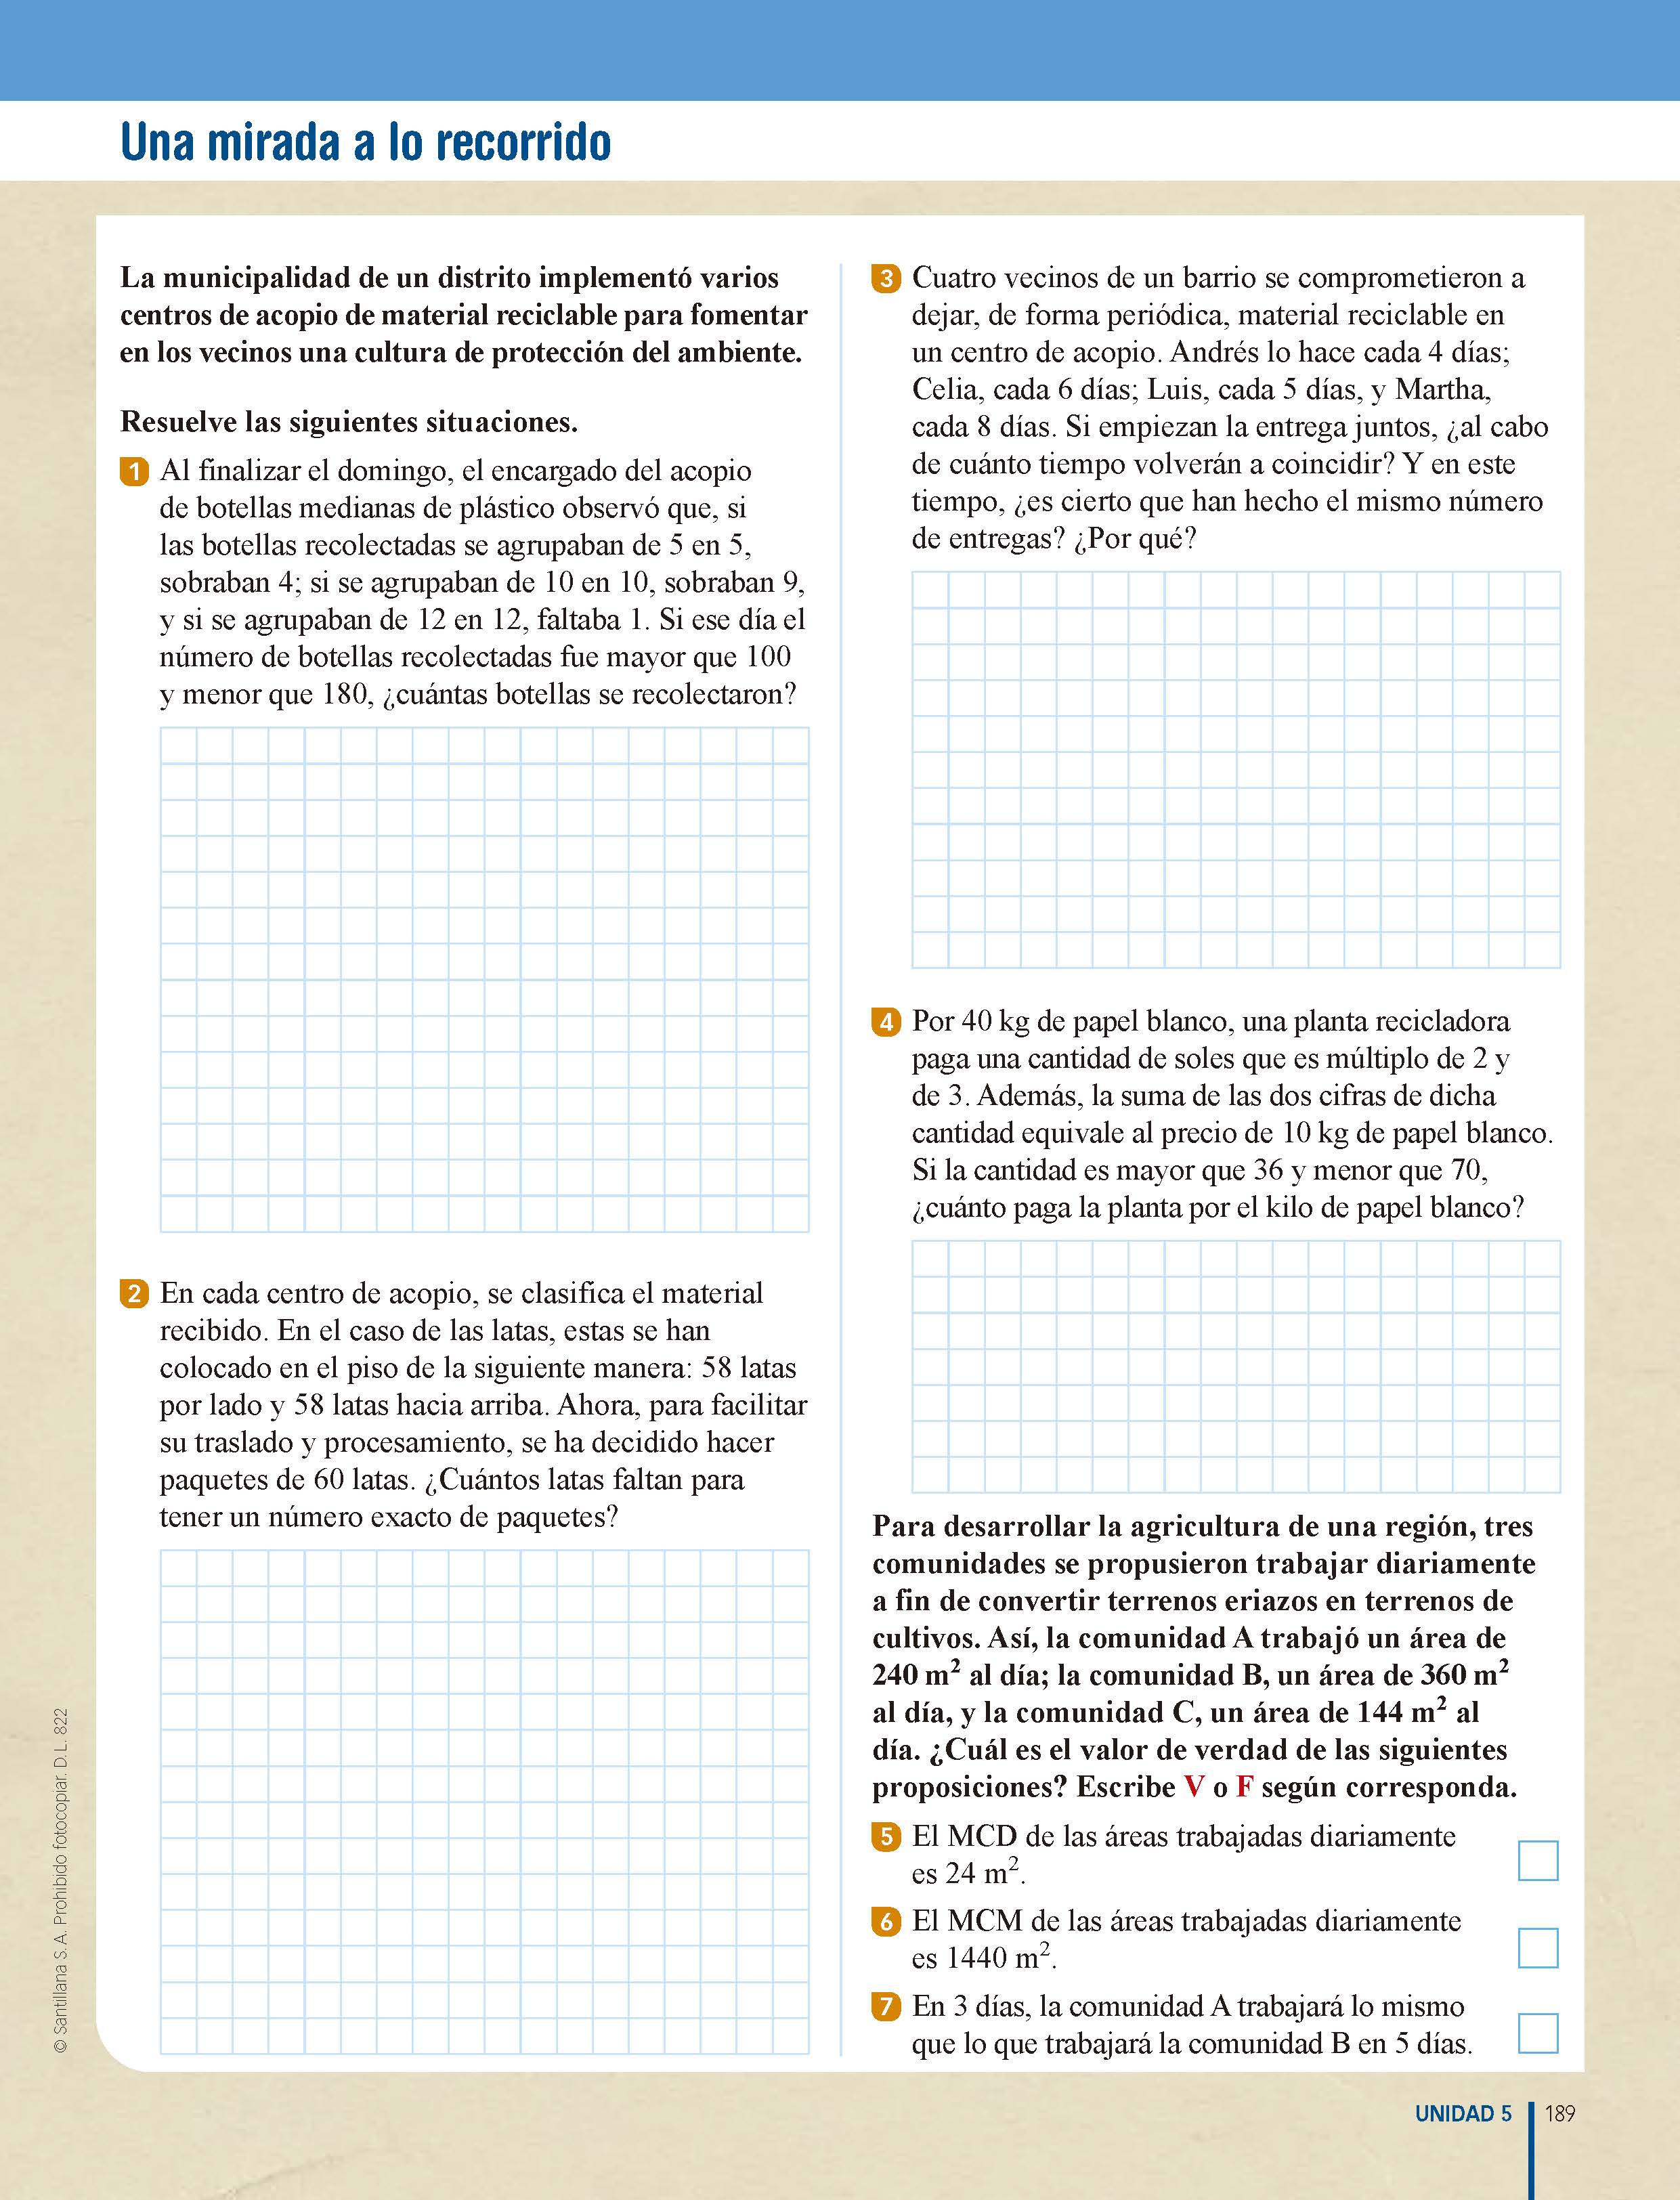 Una mirada a lo recorrido
La municipalidad de un distrito implementó varios
centros de acopio de material reciclable para fomentar
en los vecinos una cultura de protección del ambiente.
Resuelve las siguientes situaciones.
1 Al finalizar el domingo, el encargado del acopio
de botellas medianas de plástico observó que, si
las botellas recolectadas se agrupaban de 5 en 5,
sobraban 4; si se agrupaban de 10 en 10, sobraban 9,
y si se agrupaban de 12 en 12, faltaba 1. Si ese día el
número de botellas recolectadas fue mayor que 100
y menor que 180, ¿cuántas botellas se recolectaron?
2 En cada centro de acopio, se clasifica el material
recibido. En el caso de las latas, estas se han
colocado en el piso de la siguiente manera: 58 latas
por lado y 58 latas hacia arriba. Ahora, para facilitar
su traslado y procesamiento, se ha decidido hacer
paquetes de 60 latas. ¿Cuántos latas faltan para
tener un número exacto de paquetes?
3 Cuatro vecinos de un barrio se comprometieron a
dejar, de forma periódica, material reciclable en
un centro de acopio. Andrés lo hace cada 4 días;
Celia, cada 6 días; Luis, cada 5 días, y Martha,
cada 8 días. Si empiezan la entrega juntos, ¿al cabo
de cuánto tiempo volverán a coincidir? Y en este
tiempo, ¿es cierto que han hecho el mismo número
de entregas? ¿Por qué?
4 Por 40 kg de papel blanco, una planta recicladora
paga una cantidad de soles que es múltiplo de 2 y
de 3. Además, la suma de las dos cifras de dicha
cantidad equivale al precio de 10 kg de papel blanco.
Si la cantidad es mayor que 36 y menor que 70,
¿cuánto paga la planta por el kilo de papel blanco?
Para desarrollar la agricultura de una región, tres
comunidades se propusieron trabajar diariamente
a fin de convertir terrenos eriazos en terrenos de
cultivos. Así, la comunidad A trabajó un área de
240 m² al día; la comunidad B, un área de 360 m²
al día, y la comunidad C, un área de 144 m² al
día. ¿Cuál es el valor de verdad de las siguientes
proposiciones? Escribe V o F según corresponda.
5 El MCD de las áreas trabajadas diariamente
es 24 m².
6 El MCM de las áreas trabajadas diariamente
es 1440 m².
7 En 3 días, la comunidad A trabajará lo mismo
que lo que trabajará la comunidad B en 5 días.
© Santillana S. A. Prohibido fotocopiar. D. L. 822
UNIDAD 5 189